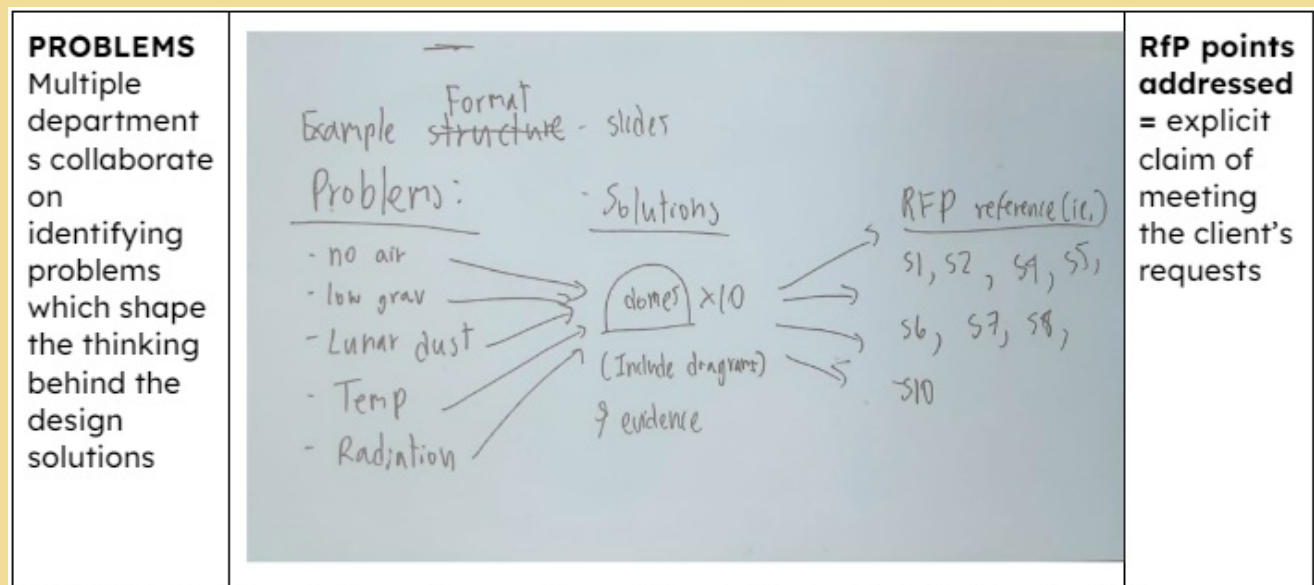 PROBLEMS
Multiple
department
s collaborate
on
identifying
problems
which shape
the thinking
behind the
design
solutions
Format
Example structure - slides
Problems:
- no air
- low grav
- Lunar dust
- Temp
- Radiation
- Solutions
domes x10
(Include diagrams)
& evidence
RFP reference (ie.)
S1, S2, S4, S5,
S6, S7, S8,
S10
RfP points
addressed
= explicit
claim of
meeting
the client's
requests